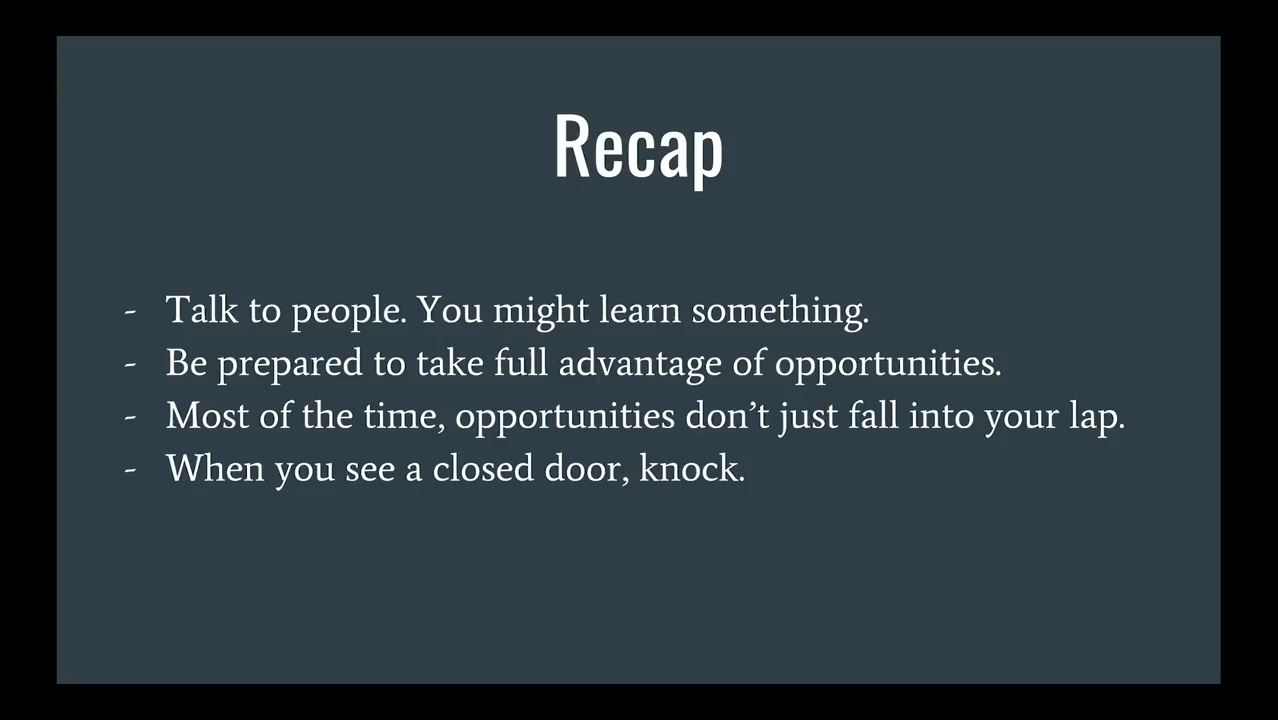 Recap
- Talk to people. You might learn something.
- Be prepared to take full advantage of opportunities.
- Most of the time, opportunities don’t just fall into your lap.
- When you see a closed door, knock.